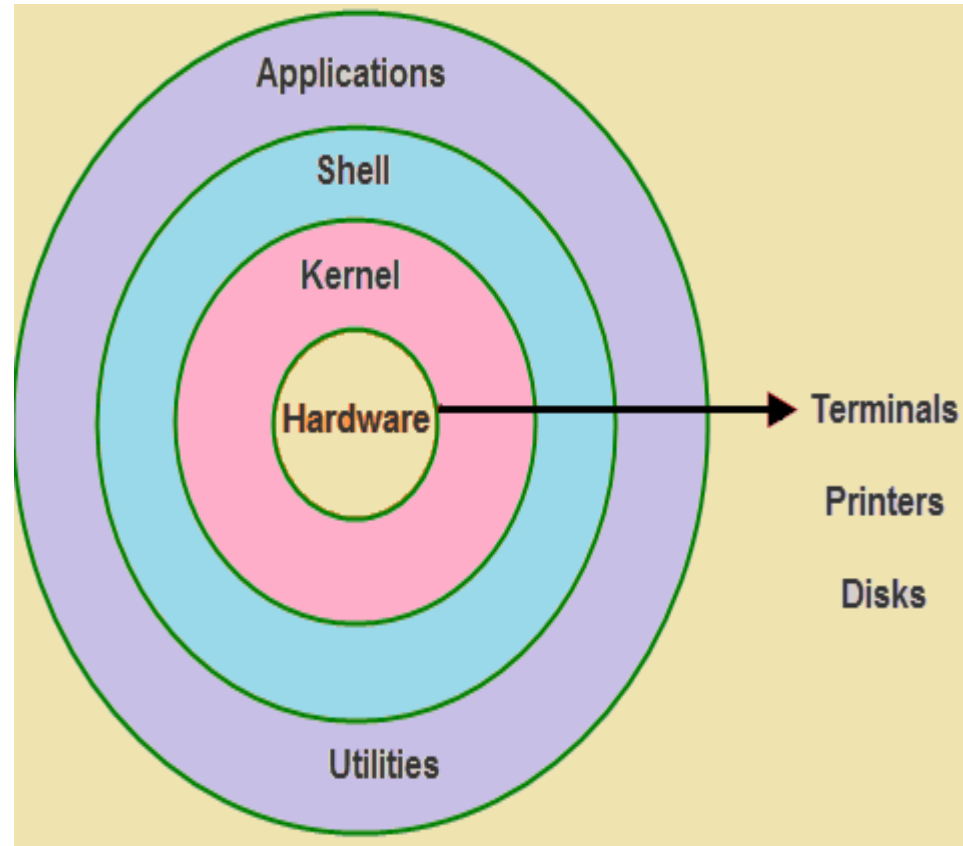 Applications
Shell
Kernel
Hardware
Terminals
Printers
Disks
Utilities